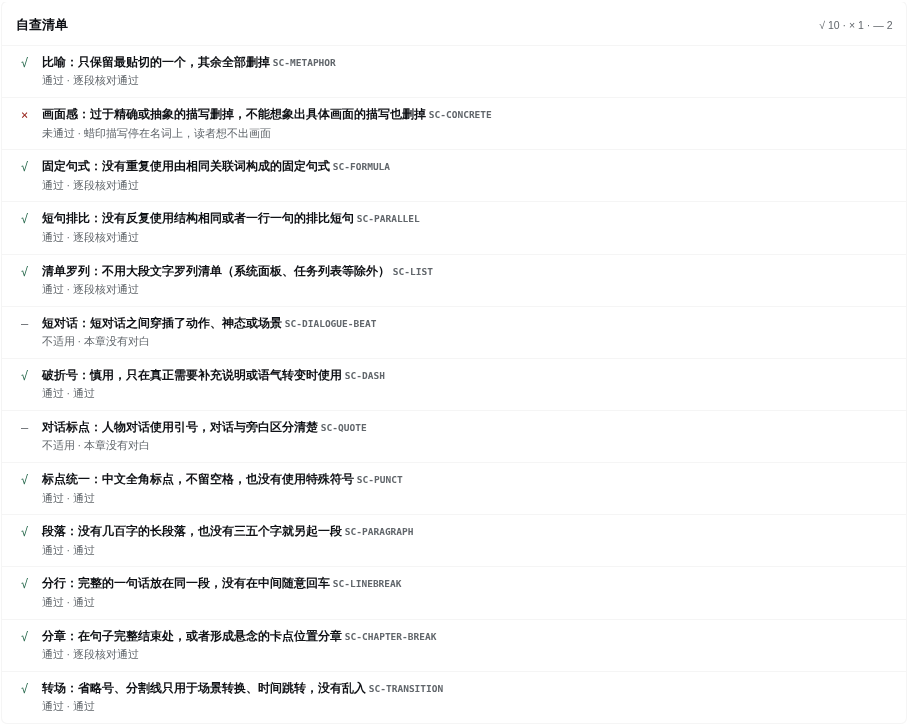 自查清单
√ 10 · × 1 · — 2
√ 比喻：只保留最贴切的一个，其余全部删掉 SC-METAPHOR
通过 · 逐段核对通过
× 画面感：过于精确或抽象的描写删掉，不能想象出具体画面的描写也删掉 SC-CONCRETE
未通过 · 蜡印描写停在名词上，读者想不出画面
√ 固定句式：没有重复使用由相同关联词构成的固定句式 SC-FORMULA
通过 · 逐段核对通过
√ 短句排比：没有反复使用结构相同或者一行一句的排比短句 SC-PARALLEL
通过 · 逐段核对通过
√ 清单罗列：不用大段文字罗列清单（系统面板、任务列表等除外） SC-LIST
通过 · 逐段核对通过
— 短对话：短对话之间穿插了动作、神态或场景 SC-DIALOGUE-BEAT
不适用 · 本章没有对白
√ 破折号：慎用，只在真正需要补充说明或语气转变时使用 SC-DASH
通过 · 通过
— 对话标点：人物对话使用引号，对话与旁白区分清楚 SC-QUOTE
不适用 · 本章没有对白
√ 标点统一：中文全角标点，不留空格，也没有使用特殊符号 SC-PUNCT
通过 · 通过
√ 段落：没有几百字的长段落，也没有三五个字就另起一段 SC-PARAGRAPH
通过 · 通过
√ 分行：完整的一句话放在同一段，没有在中间随意回车 SC-LINEBREAK
通过 · 通过
√ 分章：在句子完整结束处，或者形成悬念的卡点位置分章 SC-CHAPTER-BREAK
通过 · 逐段核对通过
√ 转场：省略号、分割线只用于场景转换、时间跳转，没有乱入 SC-TRANSITION
通过 · 通过